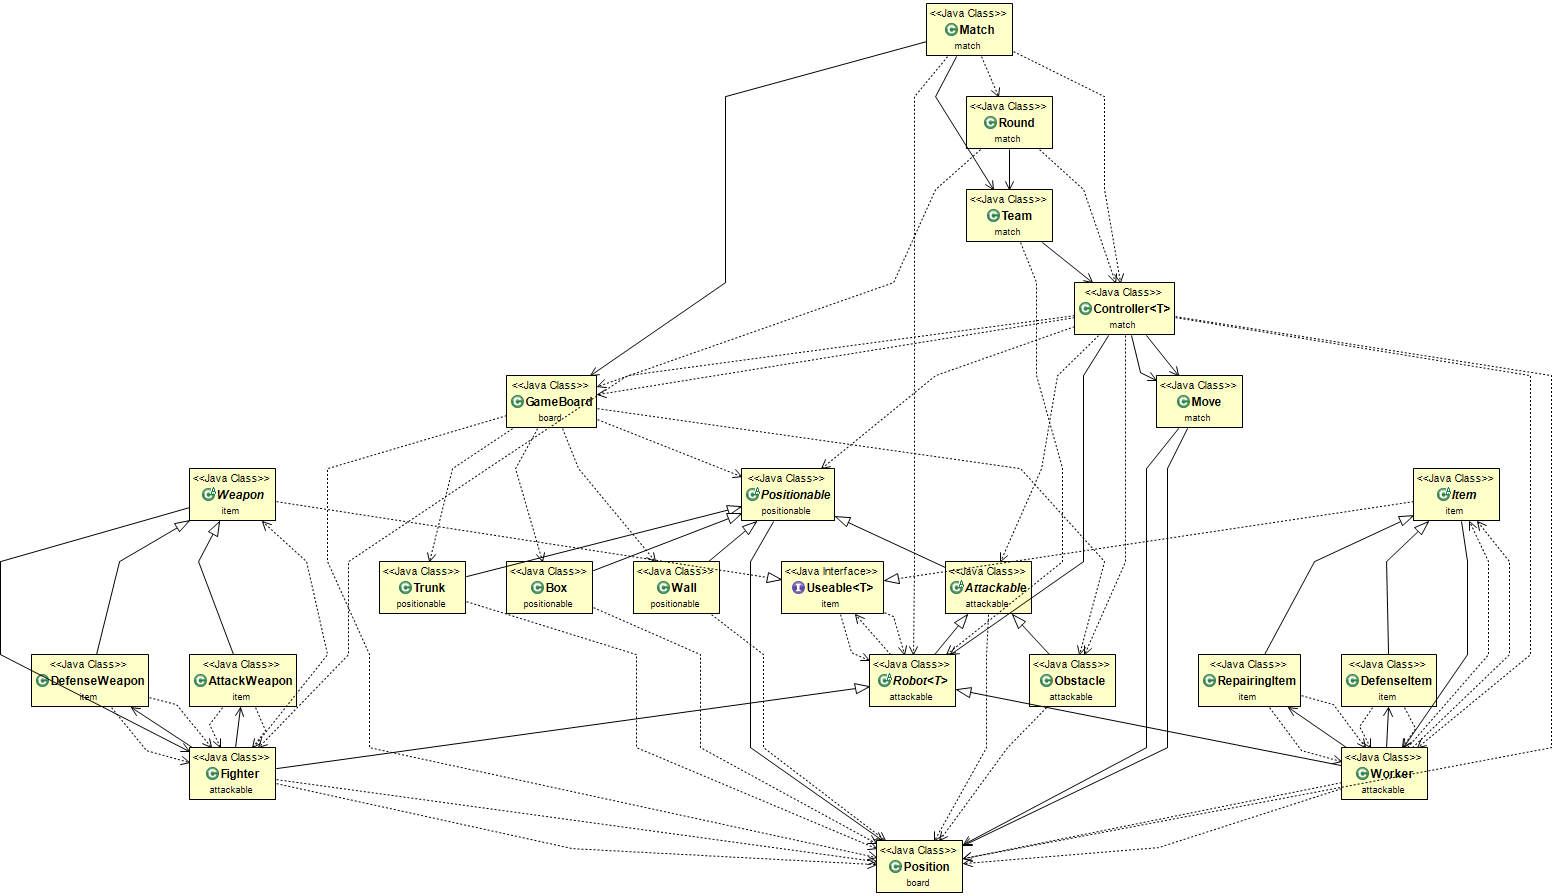 <<Java Class>>
Match
match
<<Java Class>>
Round
match
<<Java Class>>
Team
match
<<Java Class>>
Controller<T>
match
<<Java Class>>
GameBoard
board
<<Java Class>>
Move
match
<<Java Class>>
Weapon
item
<<Java Class>>
Positionable
positionable
<<Java Class>>
Item
item
<<Java Class>>
Trunk
positionable
<<Java Class>>
Box
positionable
<<Java Class>>
Wall
positionable
<<Java Interface>>
Useable<T>
item
<<Java Class>>
Attackable
attackable
<<Java Class>>
DefenseWeapon
item
<<Java Class>>
AttackWeapon
item
<<Java Class>>
Robot<T>
attackable
<<Java Class>>
Obstacle
attackable
<<Java Class>>
RepairingItem
item
<<Java Class>>
DefenseItem
item
<<Java Class>>
Fighter
attackable
<<Java Class>>
Worker
attackable
<<Java Class>>
Position
board